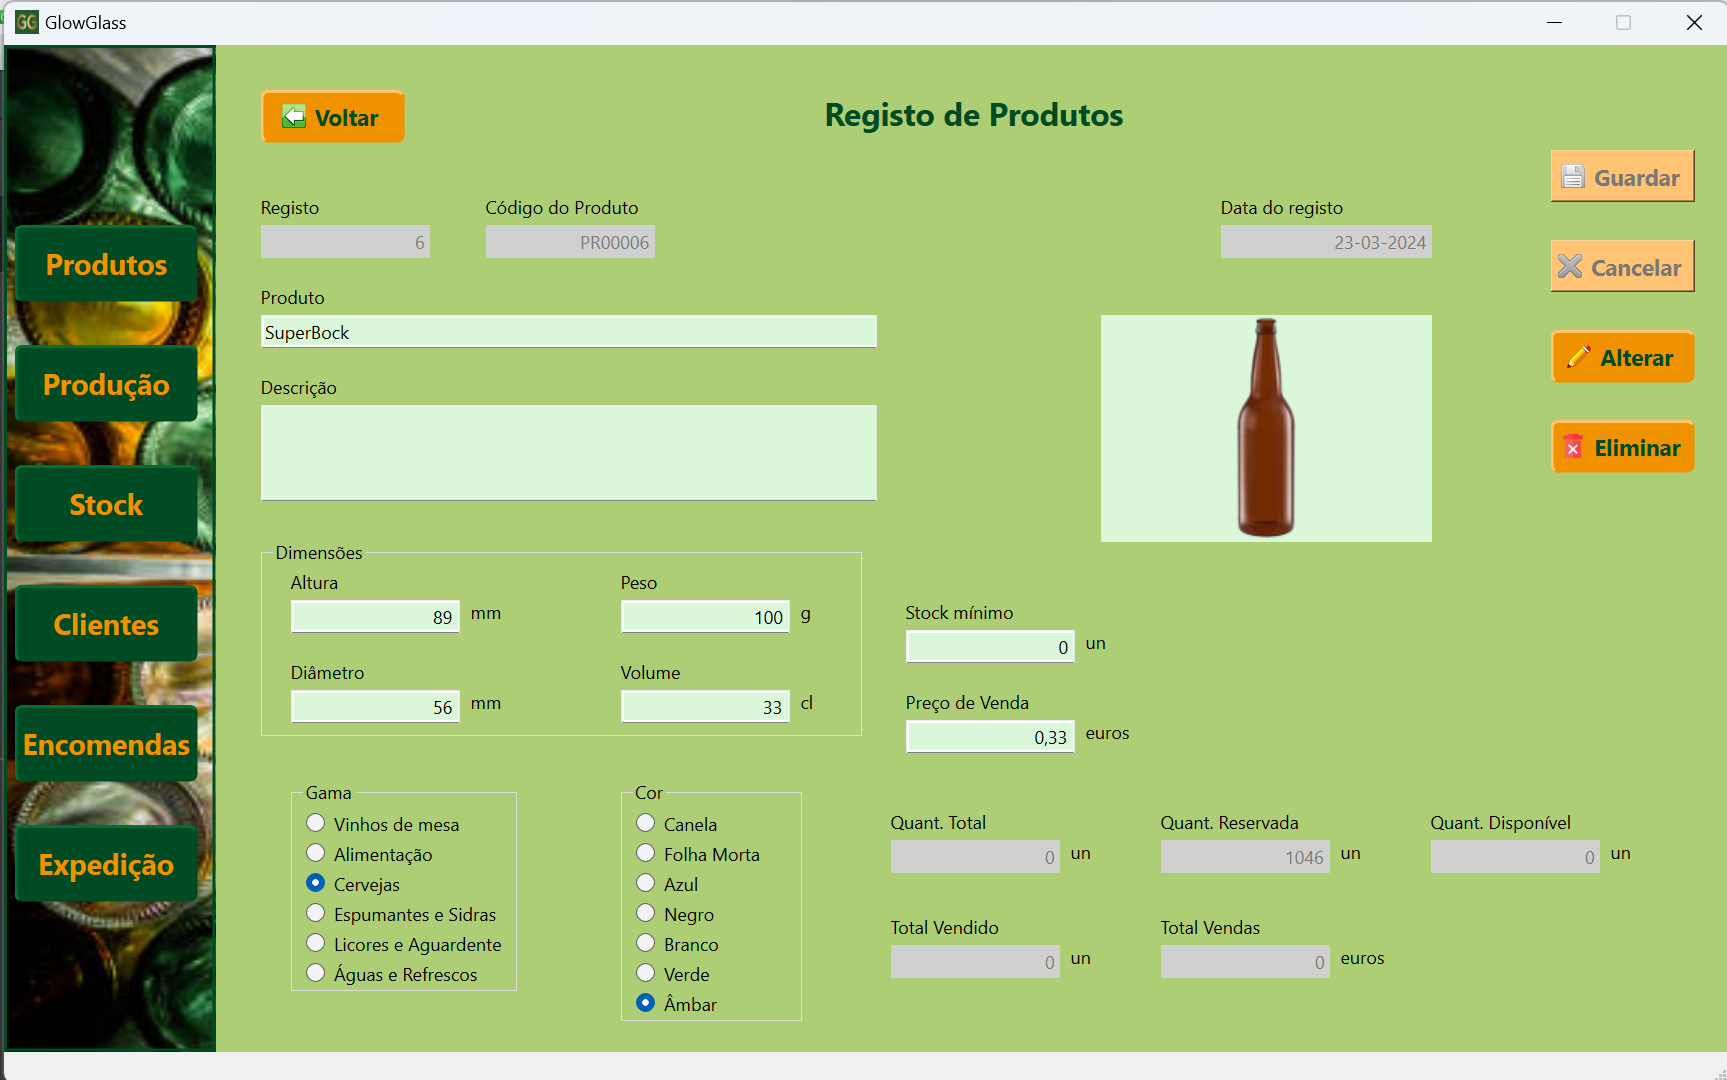 GG GlowGlass
Voltar
Registo de Produtos
Guardar
Cancelar
Alterar
Eliminar
Produtos
Produção
Stock
Clientes
Encomendas
Expedição
Registo
6
Código do Produto
PR00006
Data do registo
23-03-2024
Produto
SuperBock
Descrição
Dimensões
Altura
89 mm
Peso
100 g
Diâmetro
56 mm
Volume
33 cl
Stock mínimo
0 un
Preço de Venda
0,33 euros
Gama
Vinhos de mesa
Alimentação
Cervejas
Espumantes e Sidras
Licores e Aguardente
Águas e Refrescos
Cor
Canela
Folha Morta
Azul
Negro
Branco
Verde
Âmbar
Quant. Total
0 un
Quant. Reservada
1046 un
Quant. Disponível
0 un
Total Vendido
0 un
Total Vendas
0 euros